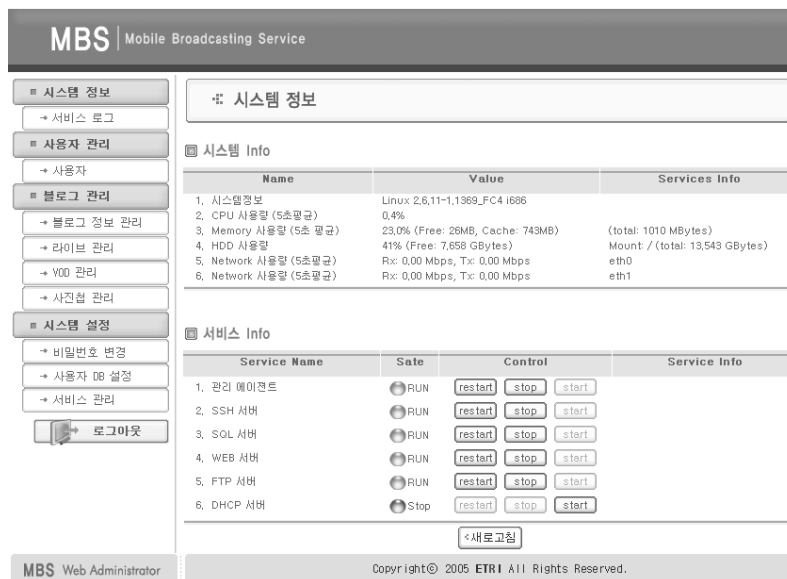 MBS Mobile Broadcasting Service
시스템 정보
→ 서비스 로그
사용자 관리
→ 사용자
블로그 관리
→ 블로그 정보 관리
→ 라이브 관리
→ VOD 관리
→ 사진첩 관리
시스템 설정
→ 비밀번호 변경
→ 사용자 DB 설정
→ 서비스 관리
로그아웃
시스템 정보
시스템 Info
Name Value Services Info
1. 시스템정보 Linux 2.6.11-1.1369_FC4 i686
2. CPU 사용량 (5초평균) 0.4%
3. Memory 사용량 (5초 평균) 23.0% (Free: 26MB, Cache: 743MB) (total: 1010 MBytes)
4. HDD 사용량 41% (Free: 7,658 GBytes) Mount: / (total: 13,543 GBytes)
5. Network 사용량 (5초평균) Rx: 0.00 Mbps, Tx: 0.00 Mbps eth0
6. Network 사용량 (5초평균) Rx: 0.00 Mbps, Tx: 0.00 Mbps eth1
서비스 Info
Service Name Sate Control Service Info
1. 관리 에이젼트 RUN restart stop start
2. SSH 서버 RUN restart stop start
3. SQL 서버 RUN restart stop start
4. WEB 서버 RUN restart stop start
5. FTP 서버 RUN restart stop start
6. DHCP 서버 Stop restart stop start
<새로고침
MBS Web Administrator
Copyright© 2005 ETRI All Rights Reserved.